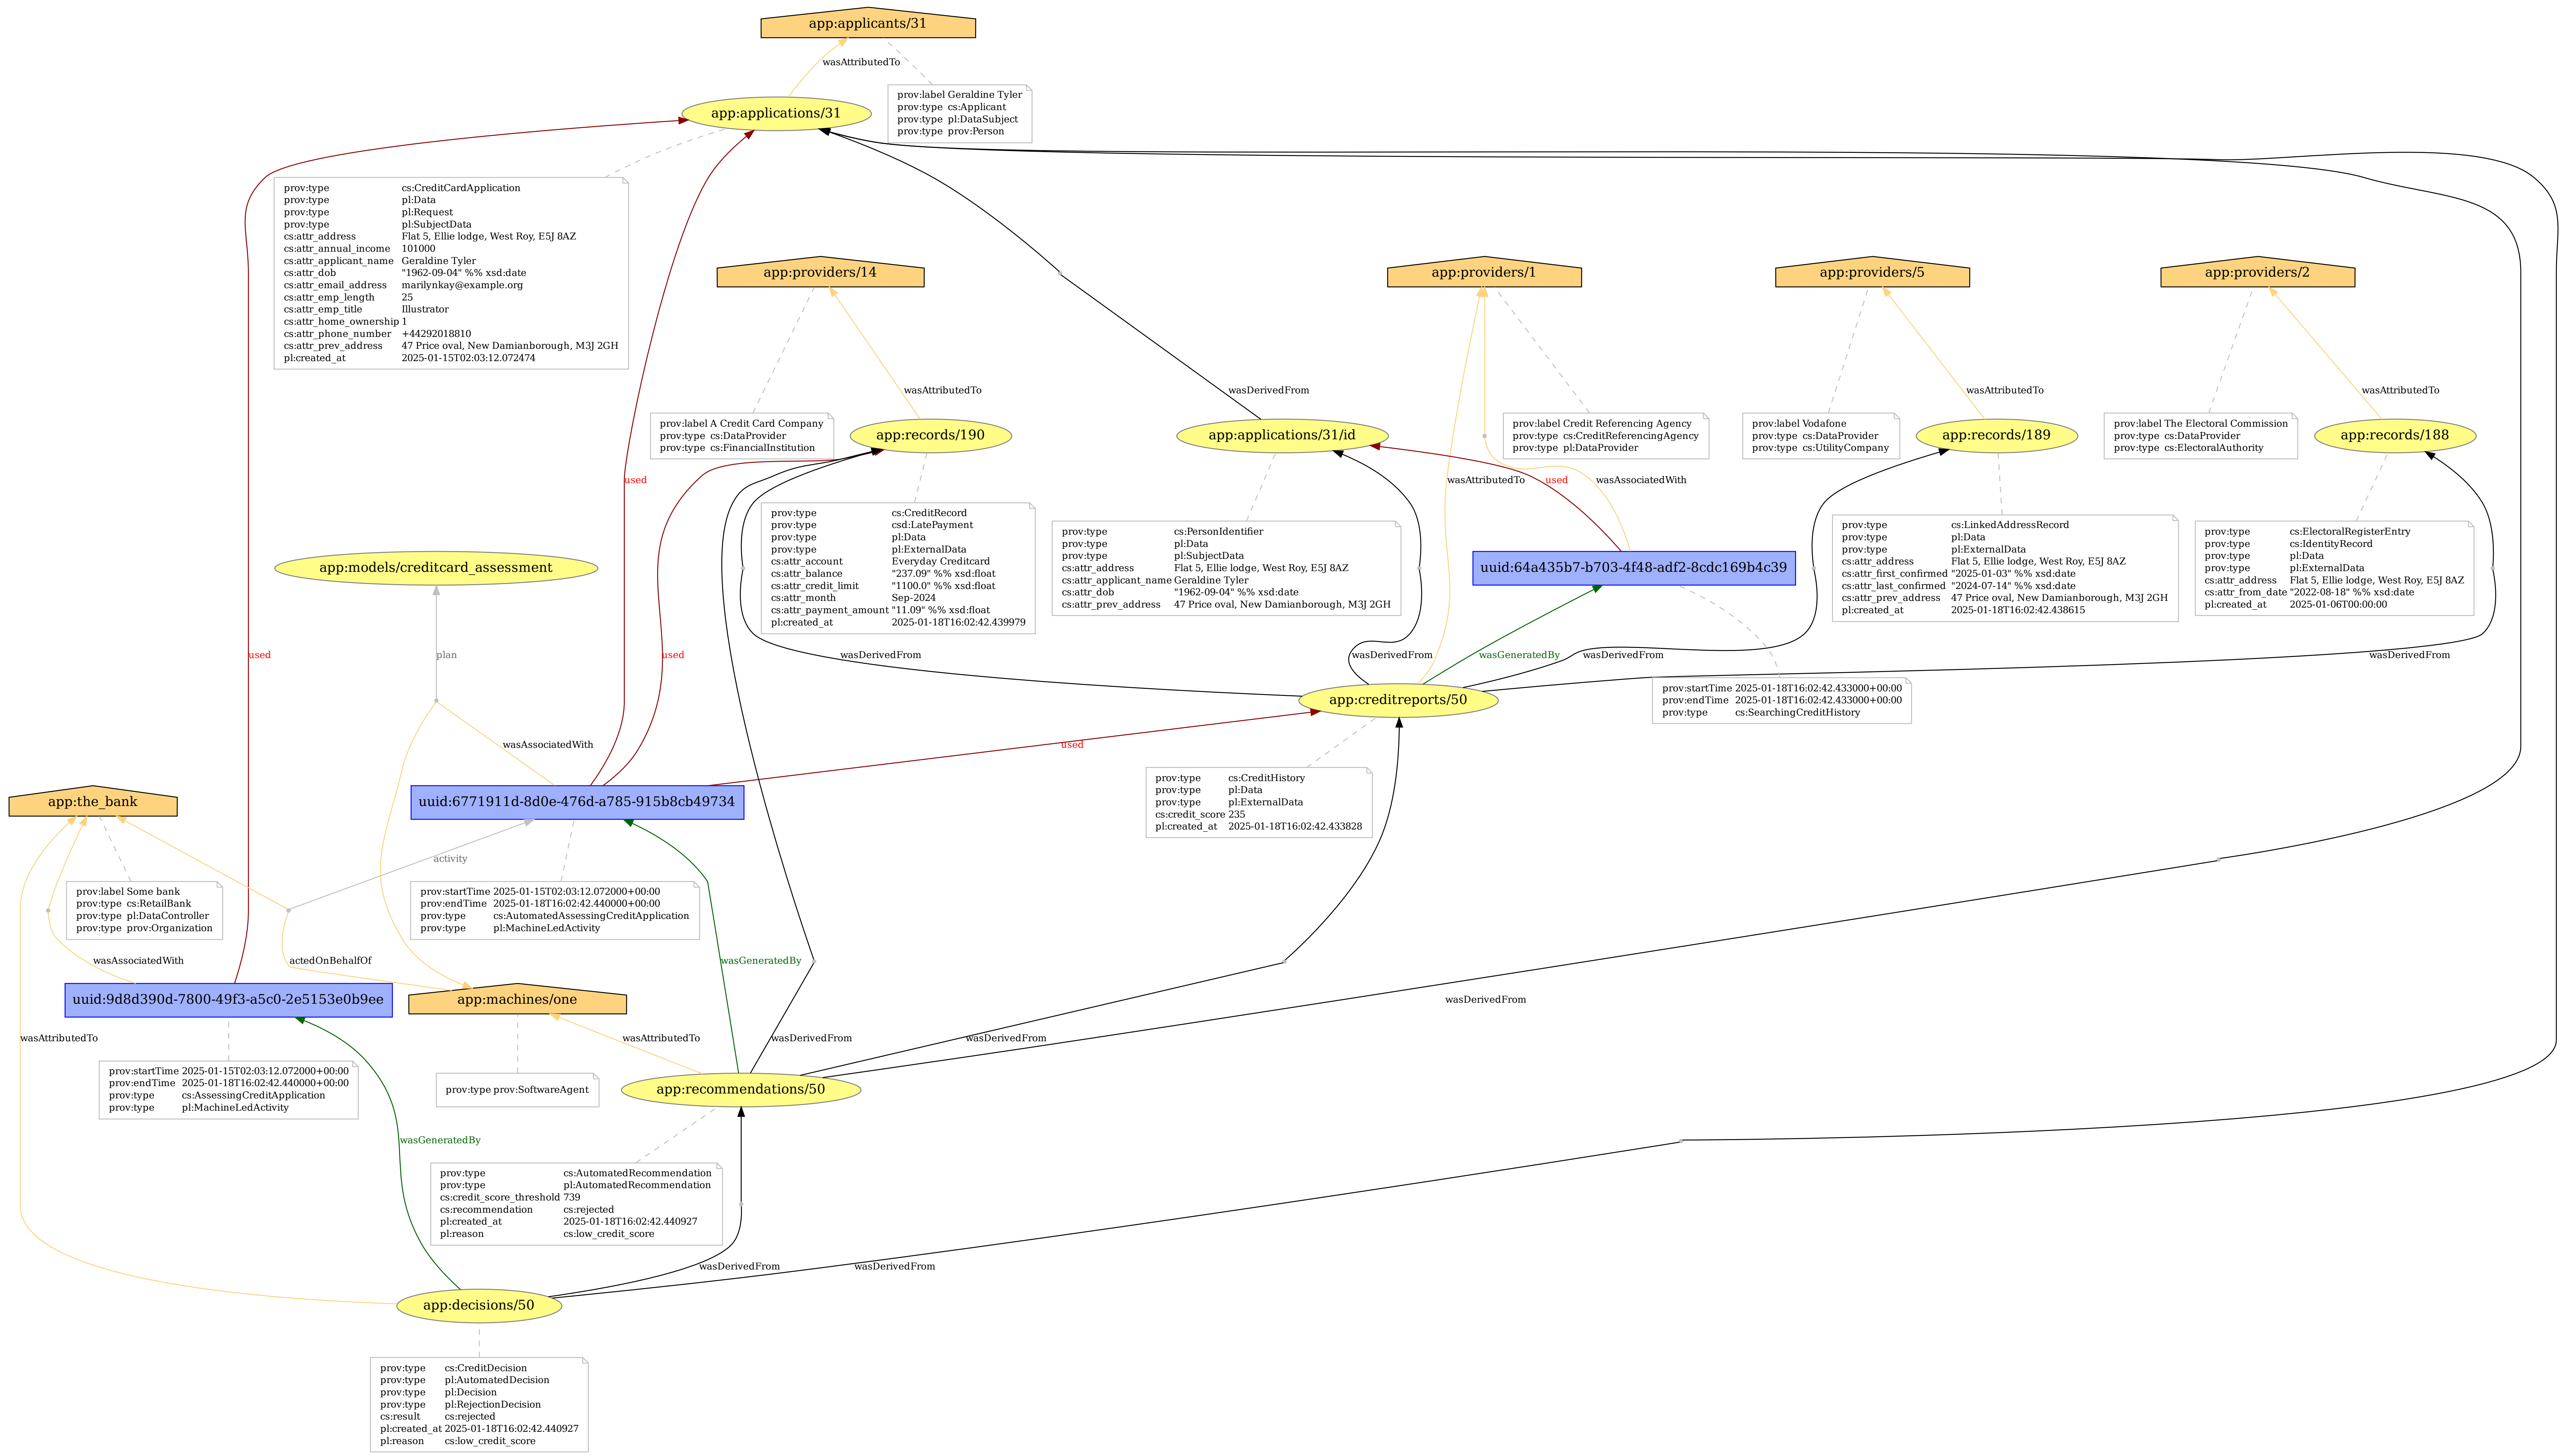 app:applicants/31
wasAttributedTo
prov:label Geraldine Tyler
prov:type cs:Applicant
prov:type pl:DataSubject
prov:type prov:Person
app:applications/31
prov:type cs:CreditCardApplication
prov:type pl:Data
prov:type pl:Request
prov:type pl:SubjectData
cs:attr_address Flat 5, Ellie lodge, West Roy, E5J 8AZ
cs:attr_annual_income 101000
cs:attr_applicant_name Geraldine Tyler
cs:attr_dob "1962-09-04" %% xsd:date
cs:attr_email_address marilynkay@example.org
cs:attr_emp_length 25
cs:attr_emp_title Illustrator
cs:attr_home_ownership 1
cs:attr_phone_number +44292018810
cs:attr_prev_address 47 Price oval, New Damianborough, M3J 2GH
pl:created_at 2025-01-15T02:03:12.072474
app:providers/14
app:providers/1
app:providers/5
app:providers/2
wasAttributedTo
wasDerivedFrom
wasAttributedTo
wasAttributedTo
prov:label A Credit Card Company
prov:type cs:DataProvider
prov:type cs:FinancialInstitution
app:records/190
app:applications/31/id
prov:label Credit Referencing Agency
prov:type cs:CreditReferencingAgency
prov:type pl:DataProvider
prov:label Vodafone
prov:type cs:DataProvider
prov:type cs:UtilityCompany
app:records/189
prov:label The Electoral Commission
prov:type cs:DataProvider
prov:type cs:ElectoralAuthority
app:records/188
used
wasAttributedTo
used
wasAssociatedWith
prov:type cs:CreditRecord
prov:type csd:LatePayment
prov:type pl:Data
prov:type pl:ExternalData
cs:attr_account Everyday Creditcard
cs:attr_balance "237.09" %% xsd:float
cs:attr_credit_limit "1100.0" %% xsd:float
cs:attr_month Sep-2024
cs:attr_payment_amount "11.09" %% xsd:float
pl:created_at 2025-01-18T16:02:42.439979
prov:type cs:PersonIdentifier
prov:type pl:Data
prov:type pl:SubjectData
cs:attr_address Flat 5, Ellie lodge, West Roy, E5J 8AZ
cs:attr_applicant_name Geraldine Tyler
cs:attr_dob "1962-09-04" %% xsd:date
cs:attr_prev_address 47 Price oval, New Damianborough, M3J 2GH
uuid:64a435b7-b703-4f48-adf2-8cdc169b4c39
prov:type cs:LinkedAddressRecord
prov:type pl:Data
prov:type pl:ExternalData
cs:attr_address Flat 5, Ellie lodge, West Roy, E5J 8AZ
cs:attr_first_confirmed "2025-01-03" %% xsd:date
cs:attr_last_confirmed "2024-07-14" %% xsd:date
cs:attr_prev_address 47 Price oval, New Damianborough, M3J 2GH
pl:created_at 2025-01-18T16:02:42.438615
prov:type cs:ElectoralRegisterEntry
prov:type cs:IdentityRecord
prov:type pl:Data
prov:type pl:ExternalData
cs:attr_address Flat 5, Ellie lodge, West Roy, E5J 8AZ
cs:attr_from_date "2022-08-18" %% xsd:date
pl:created_at 2025-01-06T00:00:00
app:models/creditcard_assessment
used
plan
used
wasDerivedFrom
wasDerivedFrom
wasGeneratedBy
wasDerivedFrom
wasDerivedFrom
app:creditreports/50
prov:startTime 2025-01-18T16:02:42.433000+00:00
prov:endTime 2025-01-18T16:02:42.433000+00:00
prov:type cs:SearchingCreditHistory
wasAssociatedWith
used
prov:type cs:CreditHistory
prov:type pl:Data
prov:type pl:ExternalData
cs:credit_score 235
pl:created_at 2025-01-18T16:02:42.433828
app:the_bank
uuid:6771911d-8d0e-476d-a785-915b8cb49734
activity
prov:label Some bank
prov:type cs:RetailBank
prov:type pl:DataController
prov:type prov:Organization
prov:startTime 2025-01-15T02:03:12.072000+00:00
prov:endTime 2025-01-18T16:02:42.440000+00:00
prov:type cs:AutomatedAssessingCreditApplication
prov:type pl:MachineLedActivity
wasAssociatedWith
actedOnBehalfOf
wasGeneratedBy
uuid:9d8d390d-7800-49f3-a5c0-2e5153e0b9ee
app:machines/one
wasDerivedFrom
wasAttributedTo
wasAttributedTo
wasDerivedFrom
wasDerivedFrom
prov:startTime 2025-01-15T02:03:12.072000+00:00
prov:endTime 2025-01-18T16:02:42.440000+00:00
prov:type cs:AssessingCreditApplication
prov:type pl:MachineLedActivity
prov:type prov:SoftwareAgent
app:recommendations/50
wasGeneratedBy
prov:type cs:AutomatedRecommendation
prov:type pl:AutomatedRecommendation
cs:credit_score_threshold 739
cs:recommendation cs:rejected
pl:created_at 2025-01-18T16:02:42.440927
pl:reason cs:low_credit_score
wasDerivedFrom
wasDerivedFrom
app:decisions/50
prov:type cs:CreditDecision
prov:type pl:AutomatedDecision
prov:type pl:Decision
prov:type pl:RejectionDecision
cs:result cs:rejected
pl:created_at 2025-01-18T16:02:42.440927
pl:reason cs:low_credit_score